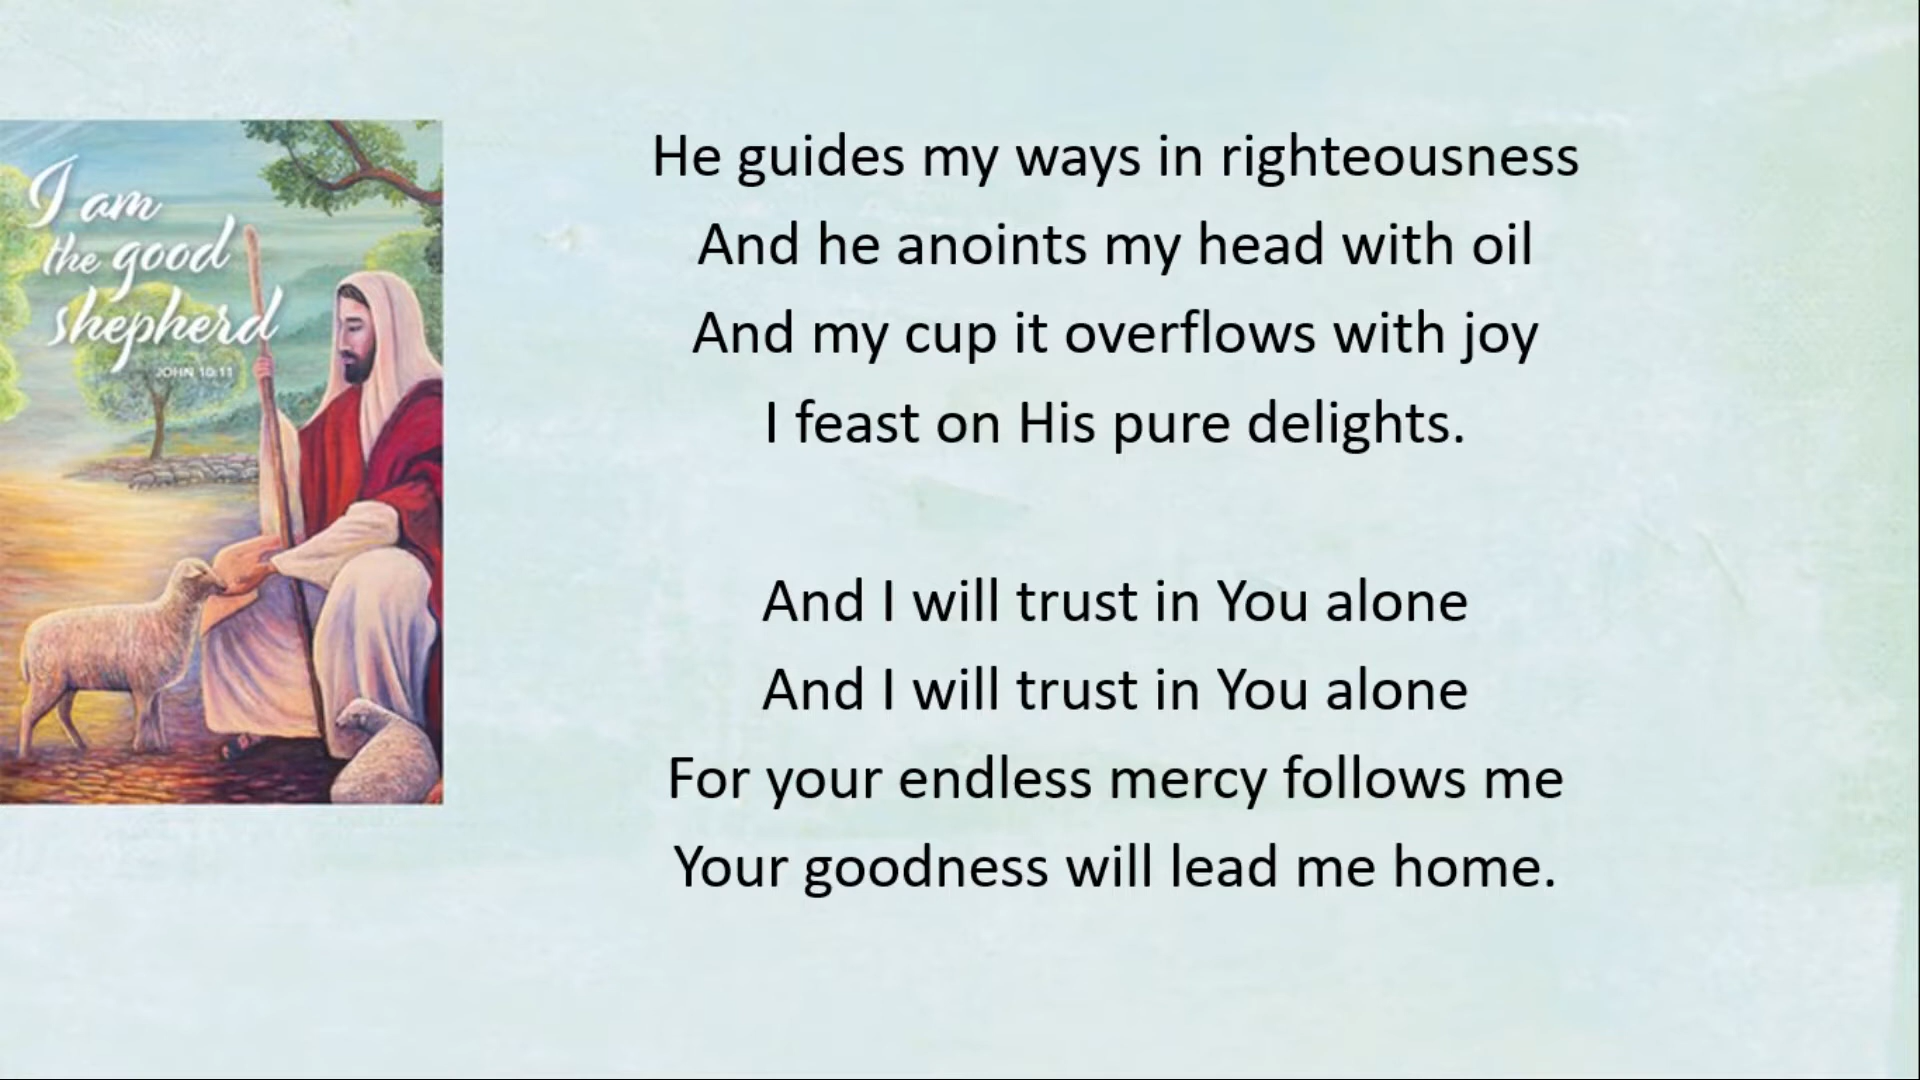 I am
the good
shepherd
JOHN 10:11
He guides my ways in righteousness
And he anoints my head with oil
And my cup it overflows with joy
I feast on His pure delights.
And I will trust in You alone
And I will trust in You alone
For your endless mercy follows me
Your goodness will lead me home.